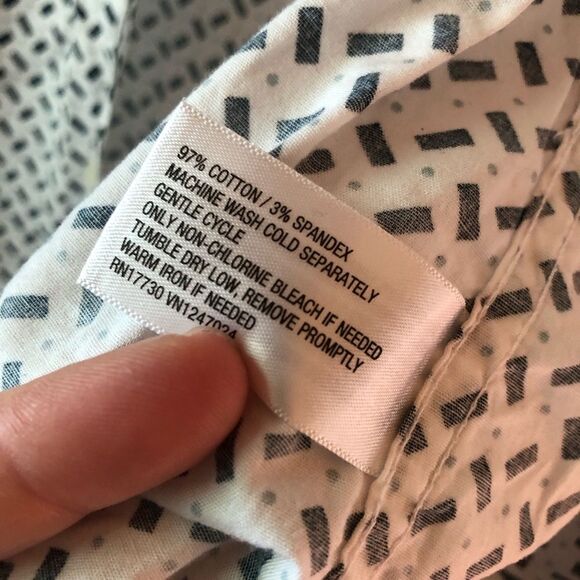 97% COTTON / 3% SPANDEX
MACHINE WASH COLD SEPARATELY
GENTLE CYCLE
ONLY NON-CHLORINE BLEACH IF NEEDED
TUMBLE DRY LOW, REMOVE PROMPTLY
WARM IRON IF NEEDED
RN17730 VN1247024